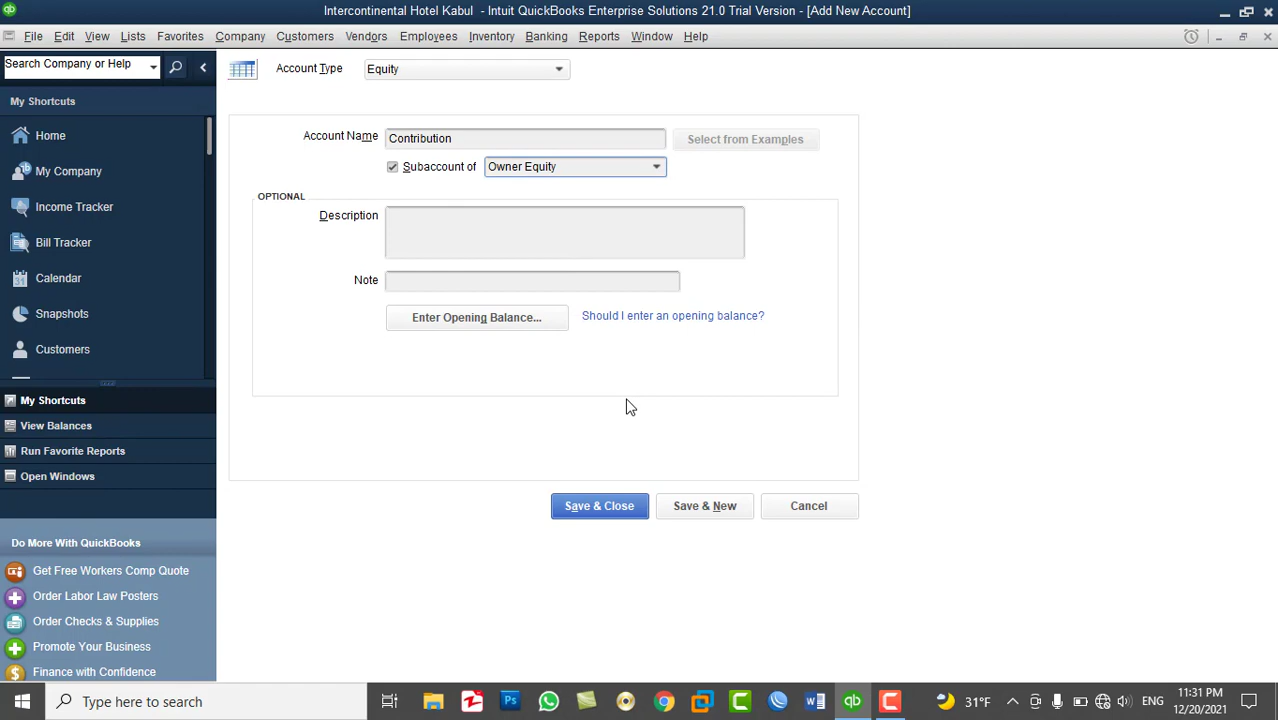 Intercontinental Hotel Kabul - Intuit QuickBooks Enterprise Solutions 21.0 Trial Version - [Add New Account]
File Edit View Lists Favorites Company Customers Vendors Employees Inventory Banking Reports Window Help
Search Company or Help
Account Type Equity
My Shortcuts
Home
My Company
Income Tracker
Bill Tracker
Calendar
Snapshots
Customers
My Shortcuts
View Balances
Run Favorite Reports
Open Windows
Do More With QuickBooks
Get Free Workers Comp Quote
Order Labor Law Posters
Order Checks & Supplies
Promote Your Business
Finance with Confidence
Account Name Contribution Select from Examples
Subaccount of Owner Equity
OPTIONAL
Description
Note
Enter Opening Balance... Should I enter an opening balance?
Save & Close Save & New Cancel
Type here to search
31°F ENG 11:31 PM
12/20/2021